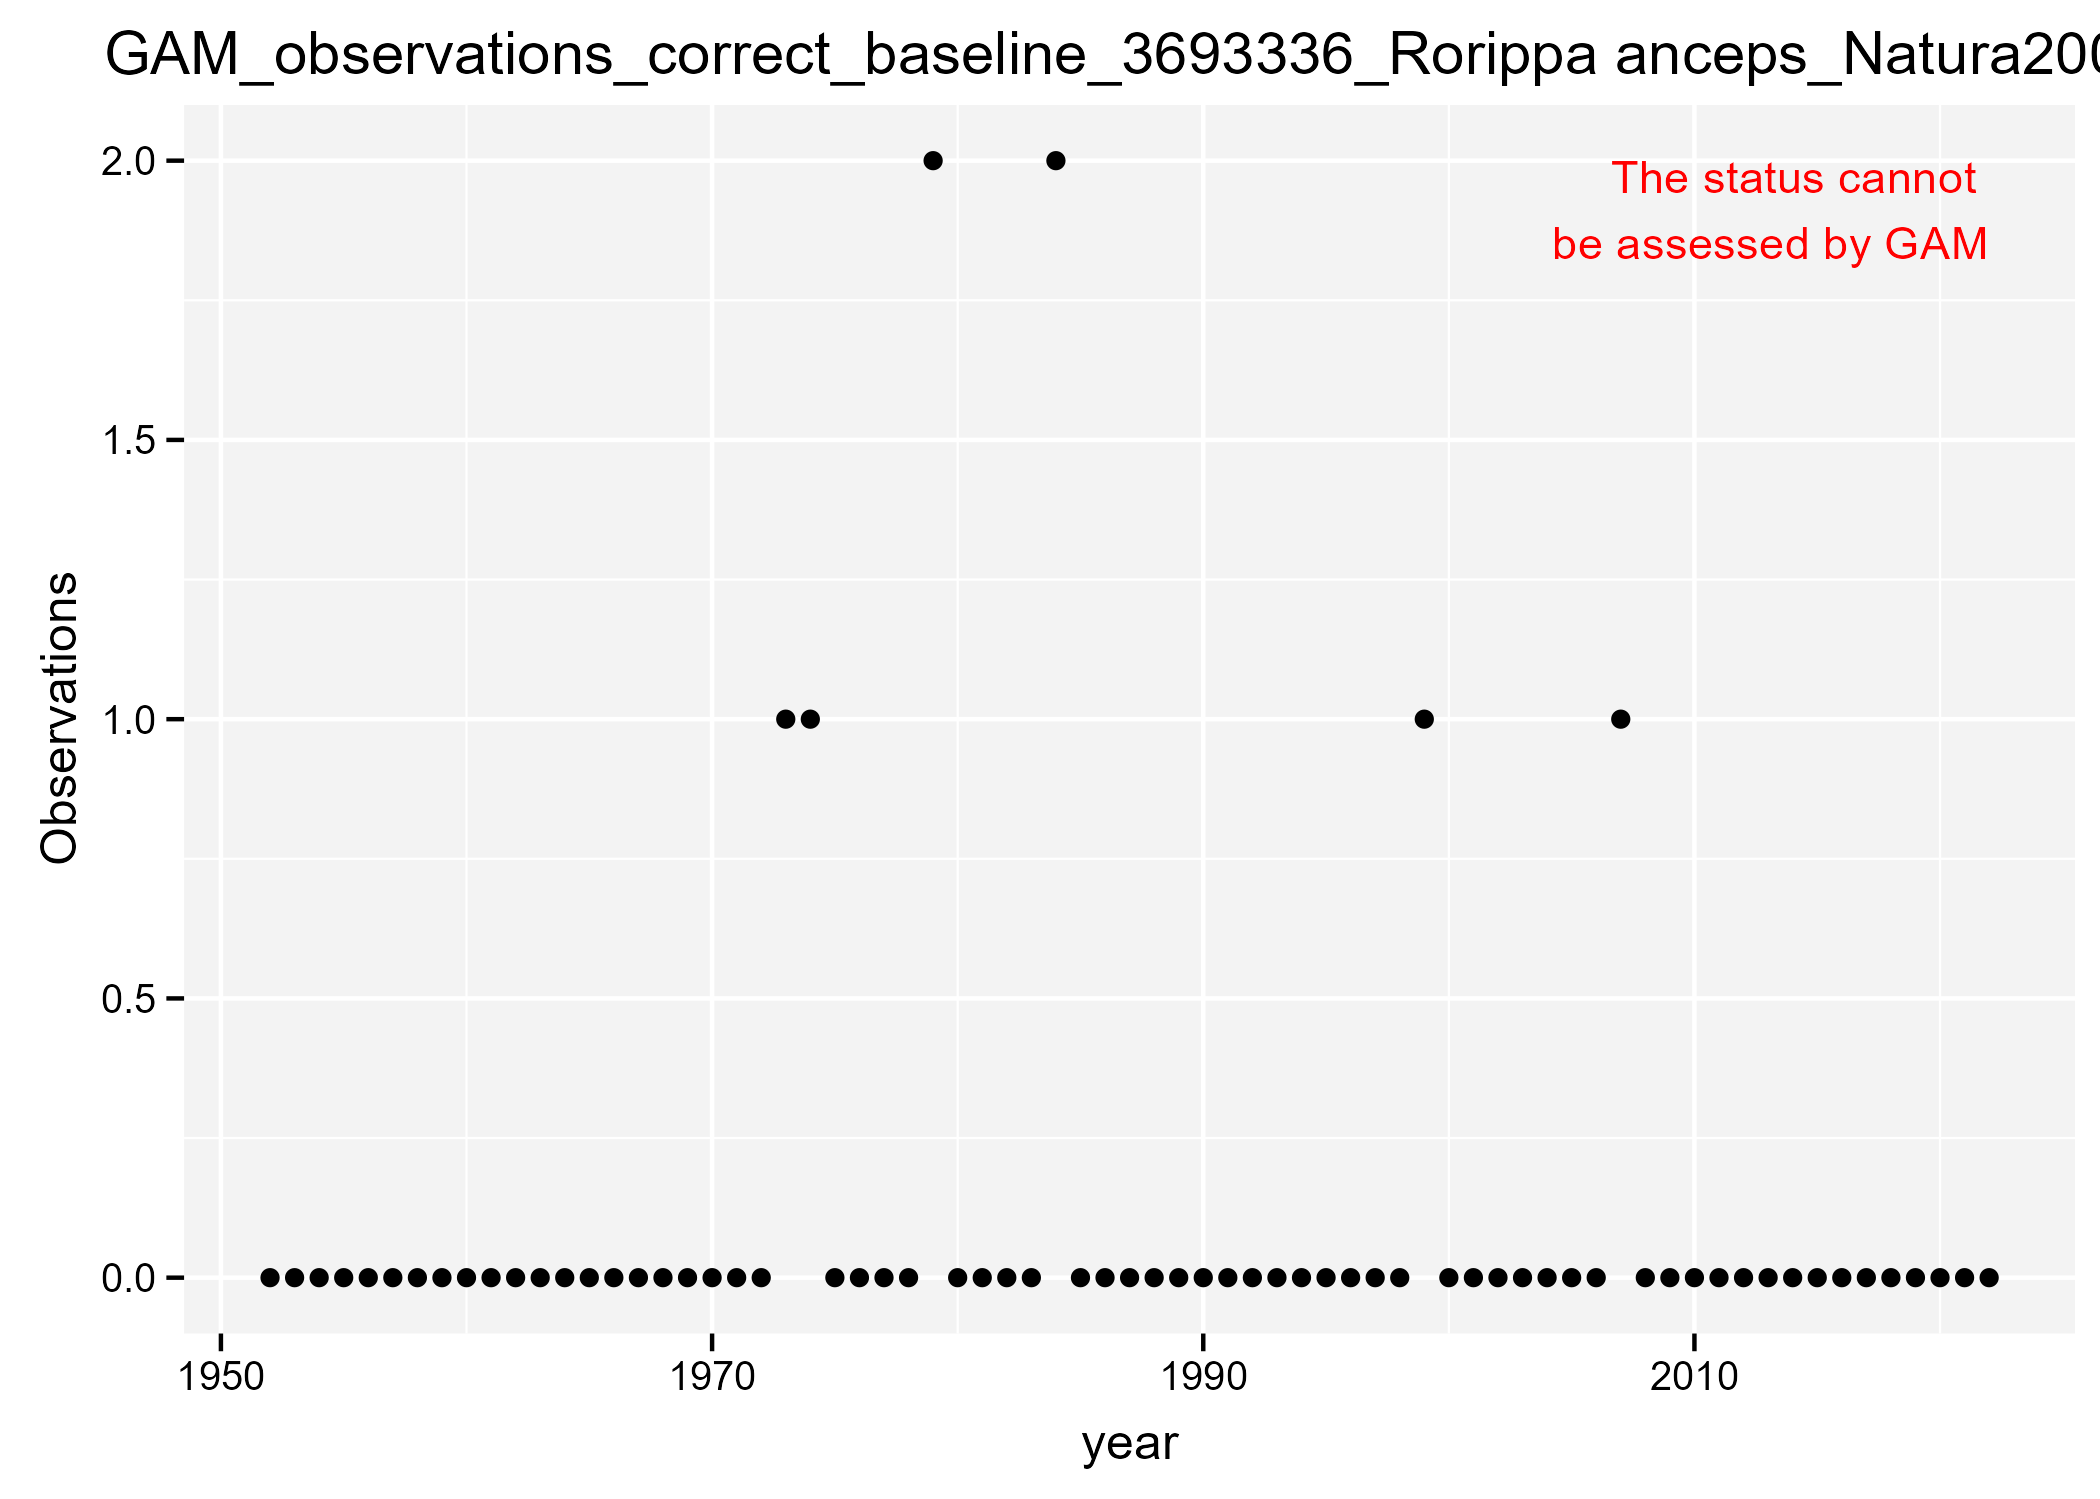 GAM_observations_correct_baseline_3693336_Rorippa anceps_Natura200
The status cannot
be assessed by GAM
Observations
2.0
1.5
1.0
0.5
0.0
1950 1970 1990 2010
year